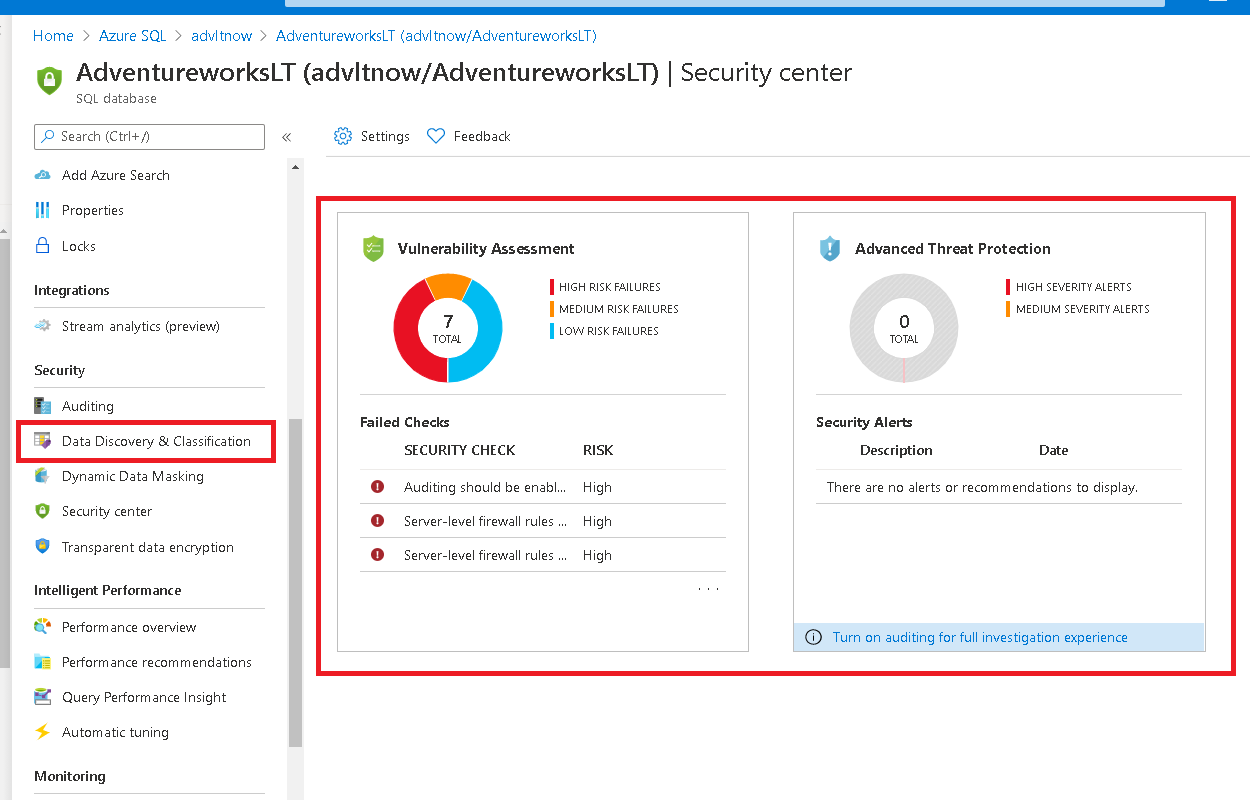 Home > Azure SQL > advltnow > AdventureworksLT (advltnow/AdventureworksLT)
AdventureworksLT (advltnow/AdventureworksLT) | Security center
SQL database
Search (Ctrl+/)
«
Settings
Feedback
Add Azure Search
Properties
Locks
Integrations
Stream analytics (preview)
Security
Auditing
Data Discovery & Classification
Dynamic Data Masking
Security center
Transparent data encryption
Intelligent Performance
Performance overview
Performance recommendations
Query Performance Insight
Automatic tuning
Monitoring
Vulnerability Assessment
7
TOTAL
HIGH RISK FAILURES
MEDIUM RISK FAILURES
LOW RISK FAILURES
Failed Checks
SECURITY CHECK RISK
Auditing should be enabl... High
Server-level firewall rules ... High
Server-level firewall rules ... High
...
Advanced Threat Protection
0
TOTAL
HIGH SEVERITY ALERTS
MEDIUM SEVERITY ALERTS
Security Alerts
Description Date
There are no alerts or recommendations to display.
Turn on auditing for full investigation experience